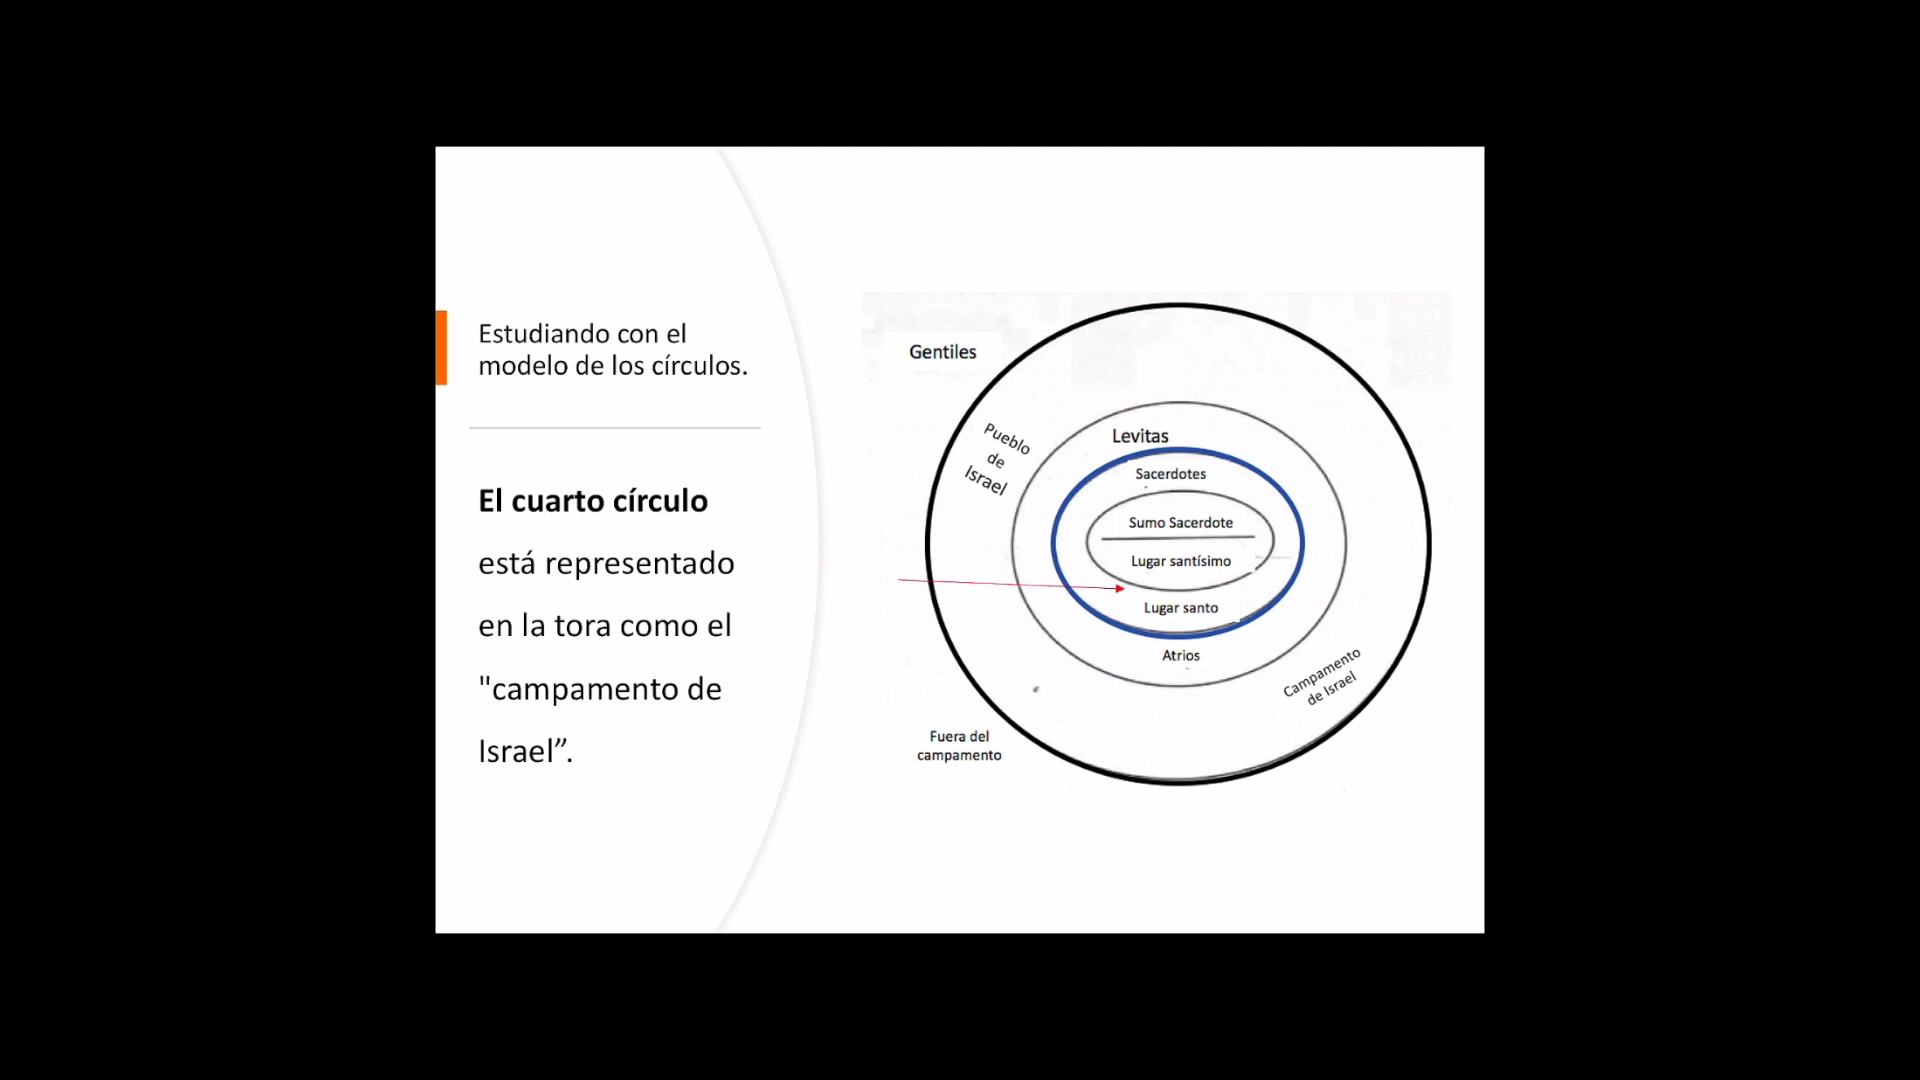 Estudiando con el
modelo de los círculos.
El cuarto círculo
está representado
en la tora como el
"campamento de
Israel”.
Gentiles
Pueblo
de
Israel
Levitas
Sacerdotes
Sumo Sacerdote
Lugar santísimo
Lugar santo
Atrios
Campamento
de Israel
Fuera del
campamento